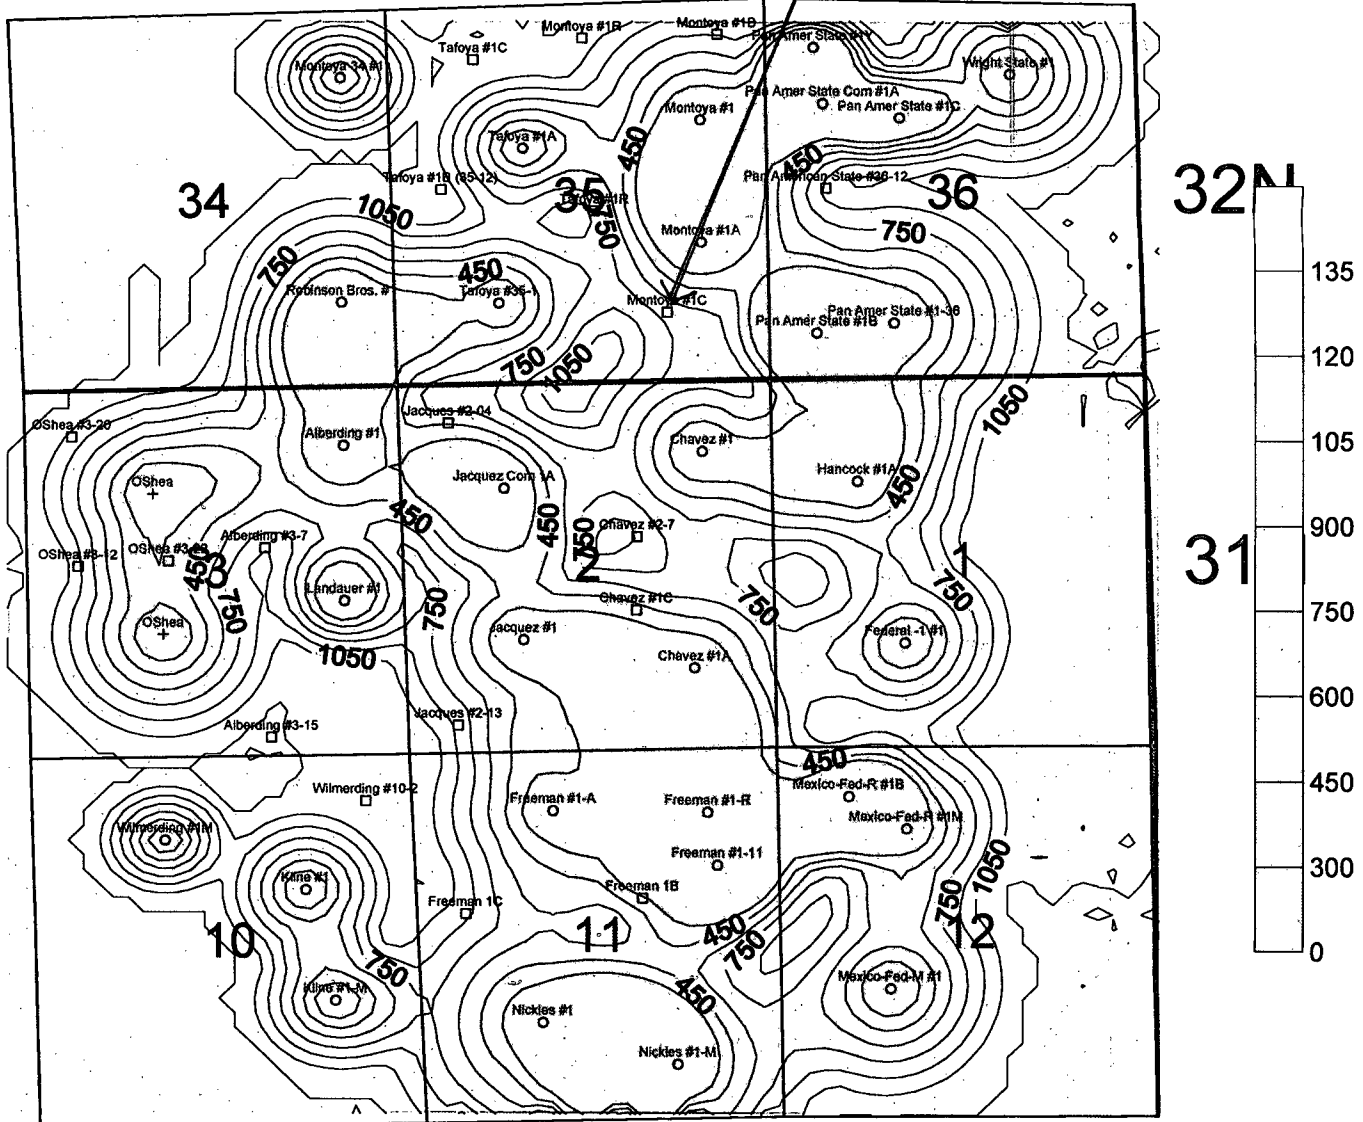 Montoya #1R
Montoya #1D
Pan Amer State #1Y
Tafoya #1C
Montoya 34 #1
Wright State #1
Pan Amer State Com #1A
Montoya #1
Pan Amer State #1C
Tafoya #1A
450
450
Tafoya #1B (35-12)
Pan American State #36-12
32N
34
35
36
Tafoya #1R
1050
750
750
Montoya #1A
750
450
135
Robinson Bros. #
Tafoya #35-1
Montoya #1C
Pan Amer State #1-36
Pan Amer State #1B
120
750
1050
1050
OShea #3-20
Jacques #2-04
Alberding #1
Chavez #1
105
Jacquez Com 1A
Hancock #1A
OShea
450
450
450
Chavez #2-7
900
750
Alberding #3-7
OShea #3-12
OShea #3-23
450
3
2
1
31
Landauer #1
750
750
750
750
Chavez #1C
750
OShea
Jacquez #1
Federal -1 #1
1050
Chavez #1A
600
Jacques #2-13
Alberding #3-15
450
Wilmerding #10-2
Freeman #1-A
Freeman #1-R
Mexico-Fed-R #1B
450
Wilmerding #1M
Mexico-Fed-R #1M
Freeman #1-11
1050
300
Kline #1
Freeman 1B
Freeman 1C
750
10
11
12
450
750
0
750
Kline #1-M
Mexico-Fed-M #1
450
Nickles #1
Nickles #1-M